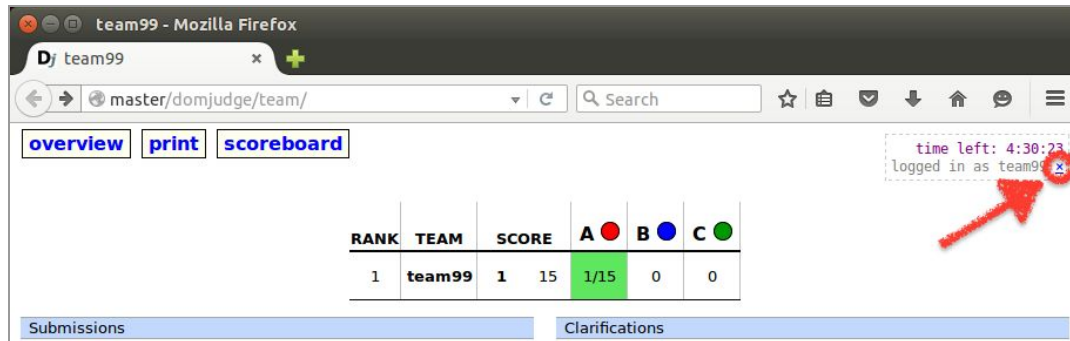 team99 - Mozilla Firefox
Dj team99 ×
master/domjudge/team/ Search
overview print scoreboard
time left: 4:30:23
logged in as team99 x
RANK TEAM SCORE A B C
1 team99 1 15 1/15 0 0
Submissions Clarifications